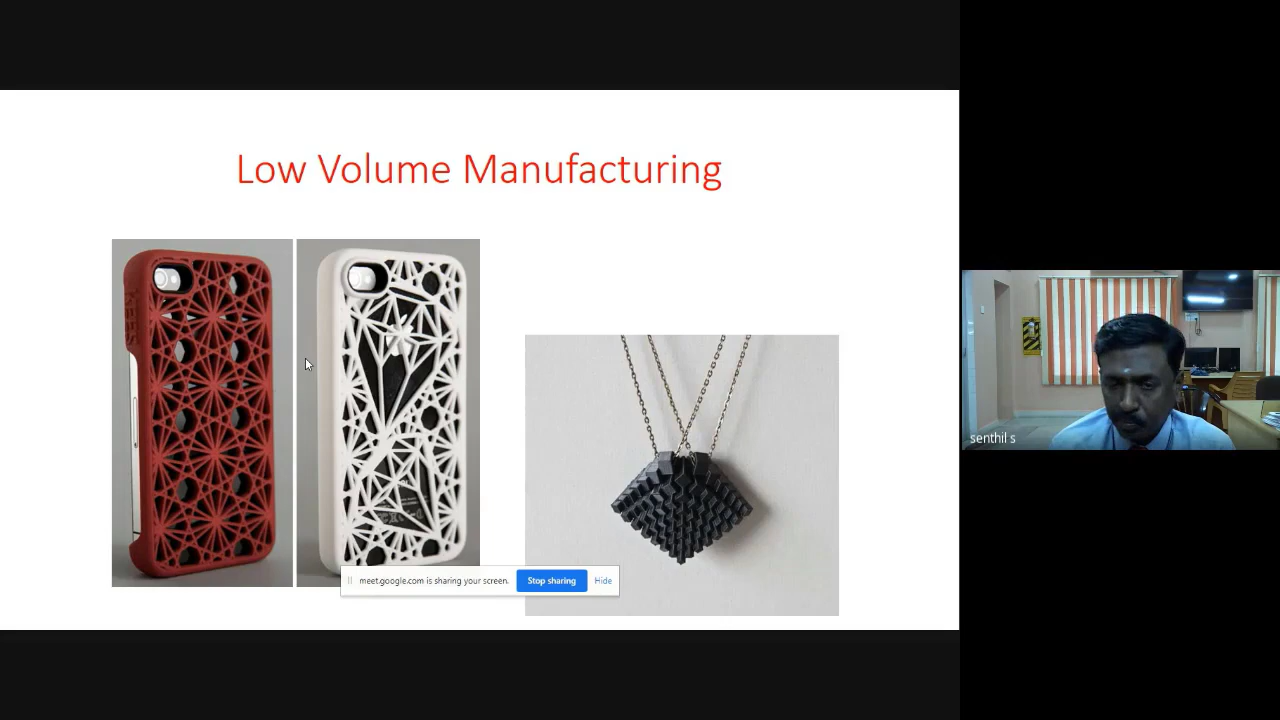 Low Volume Manufacturing
meet.google.com is sharing your screen.
Stop sharing
Hide
senthil s